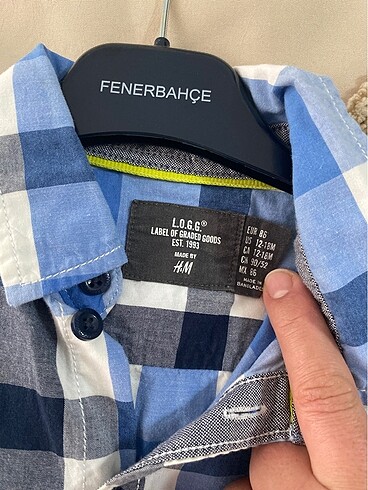 FENERBAHÇE
L.O.G.G.®
LABEL OF GRADED GOODS
EST. 1993
MADE BY
H&M
EUR 86
US 12-18M
CA 12-18M
CN 90/52
MX 86
MADE IN
BANGLADESH